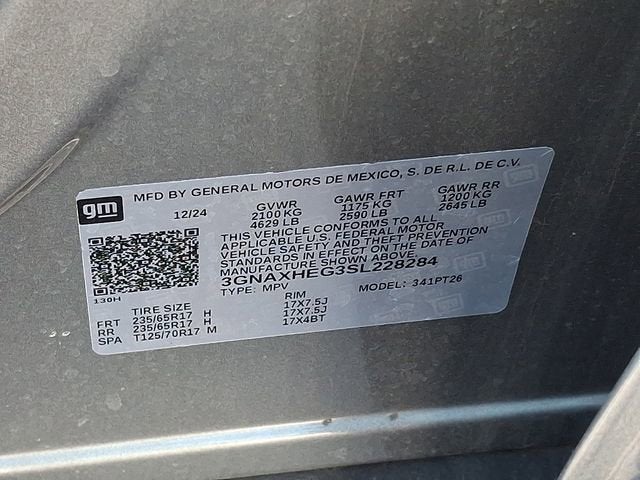 gm
MFD BY GENERAL MOTORS DE MEXICO, S. DE R.L. DE C.V.
12/24 GVWR GAWR FRT GAWR RR
2100 KG 1175 KG 1200 KG
4629 LB 2590 LB 2645 LB
THIS VEHICLE CONFORMS TO ALL
APPLICABLE U.S. FEDERAL MOTOR
VEHICLE SAFETY AND THEFT PREVENTION
STANDARDS IN EFFECT ON THE DATE OF
MANUFACTURE SHOWN ABOVE.
3GNAXHEG3SL228284
TYPE: MPV MODEL: 341PT26
130H
TIRE SIZE RIM
FRT 235/65R17 H 17X7.5J
RR 235/65R17 H 17X7.5J
SPA T125/70R17 M 17X4BT